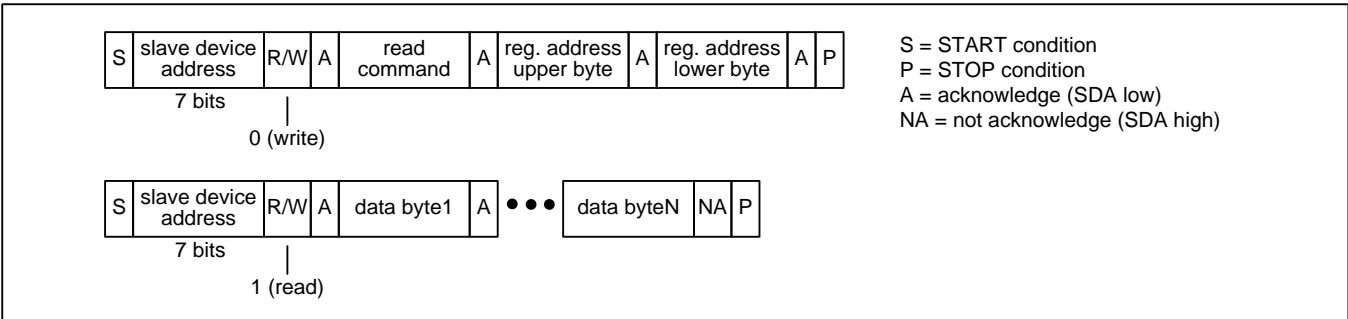 S slave device address R/W A read command A reg. address upper byte A reg. address lower byte A P
7 bits
0 (write)
S = START condition
P = STOP condition
A = acknowledge (SDA low)
NA = not acknowledge (SDA high)
S slave device address R/W A data byte1 A ••• data byteN NA P
7 bits
1 (read)